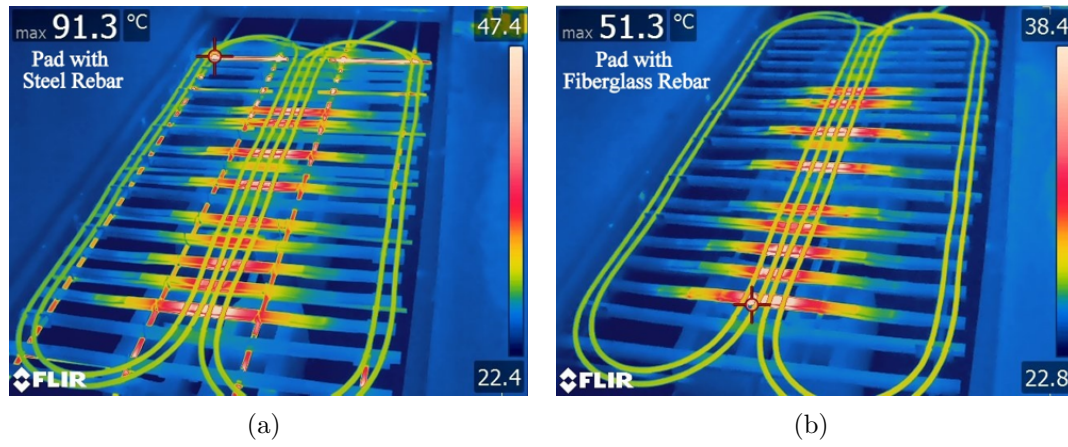 max 91.3 °C
47.4
Pad with
Steel Rebar
FLIR
22.4
(a)
max 51.3 °C
38.4
Pad with
Fiberglass Rebar
FLIR
22.8
(b)